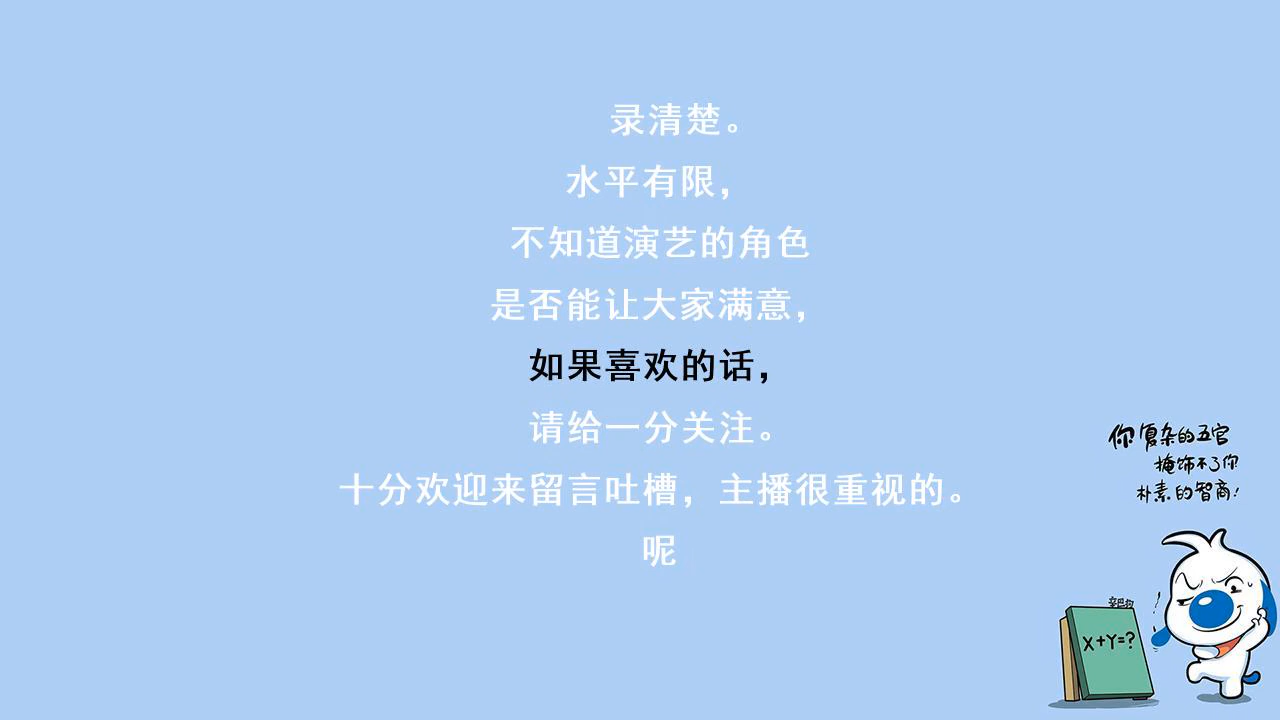 录清楚。
水平有限，
不知道演艺的角色
是否能让大家满意，
如果喜欢的话，
请给一分关注。
十分欢迎来留言吐槽，主播很重视的。
呢
你复杂的五官
掩饰不了你
朴素的智商！
X+Y=?